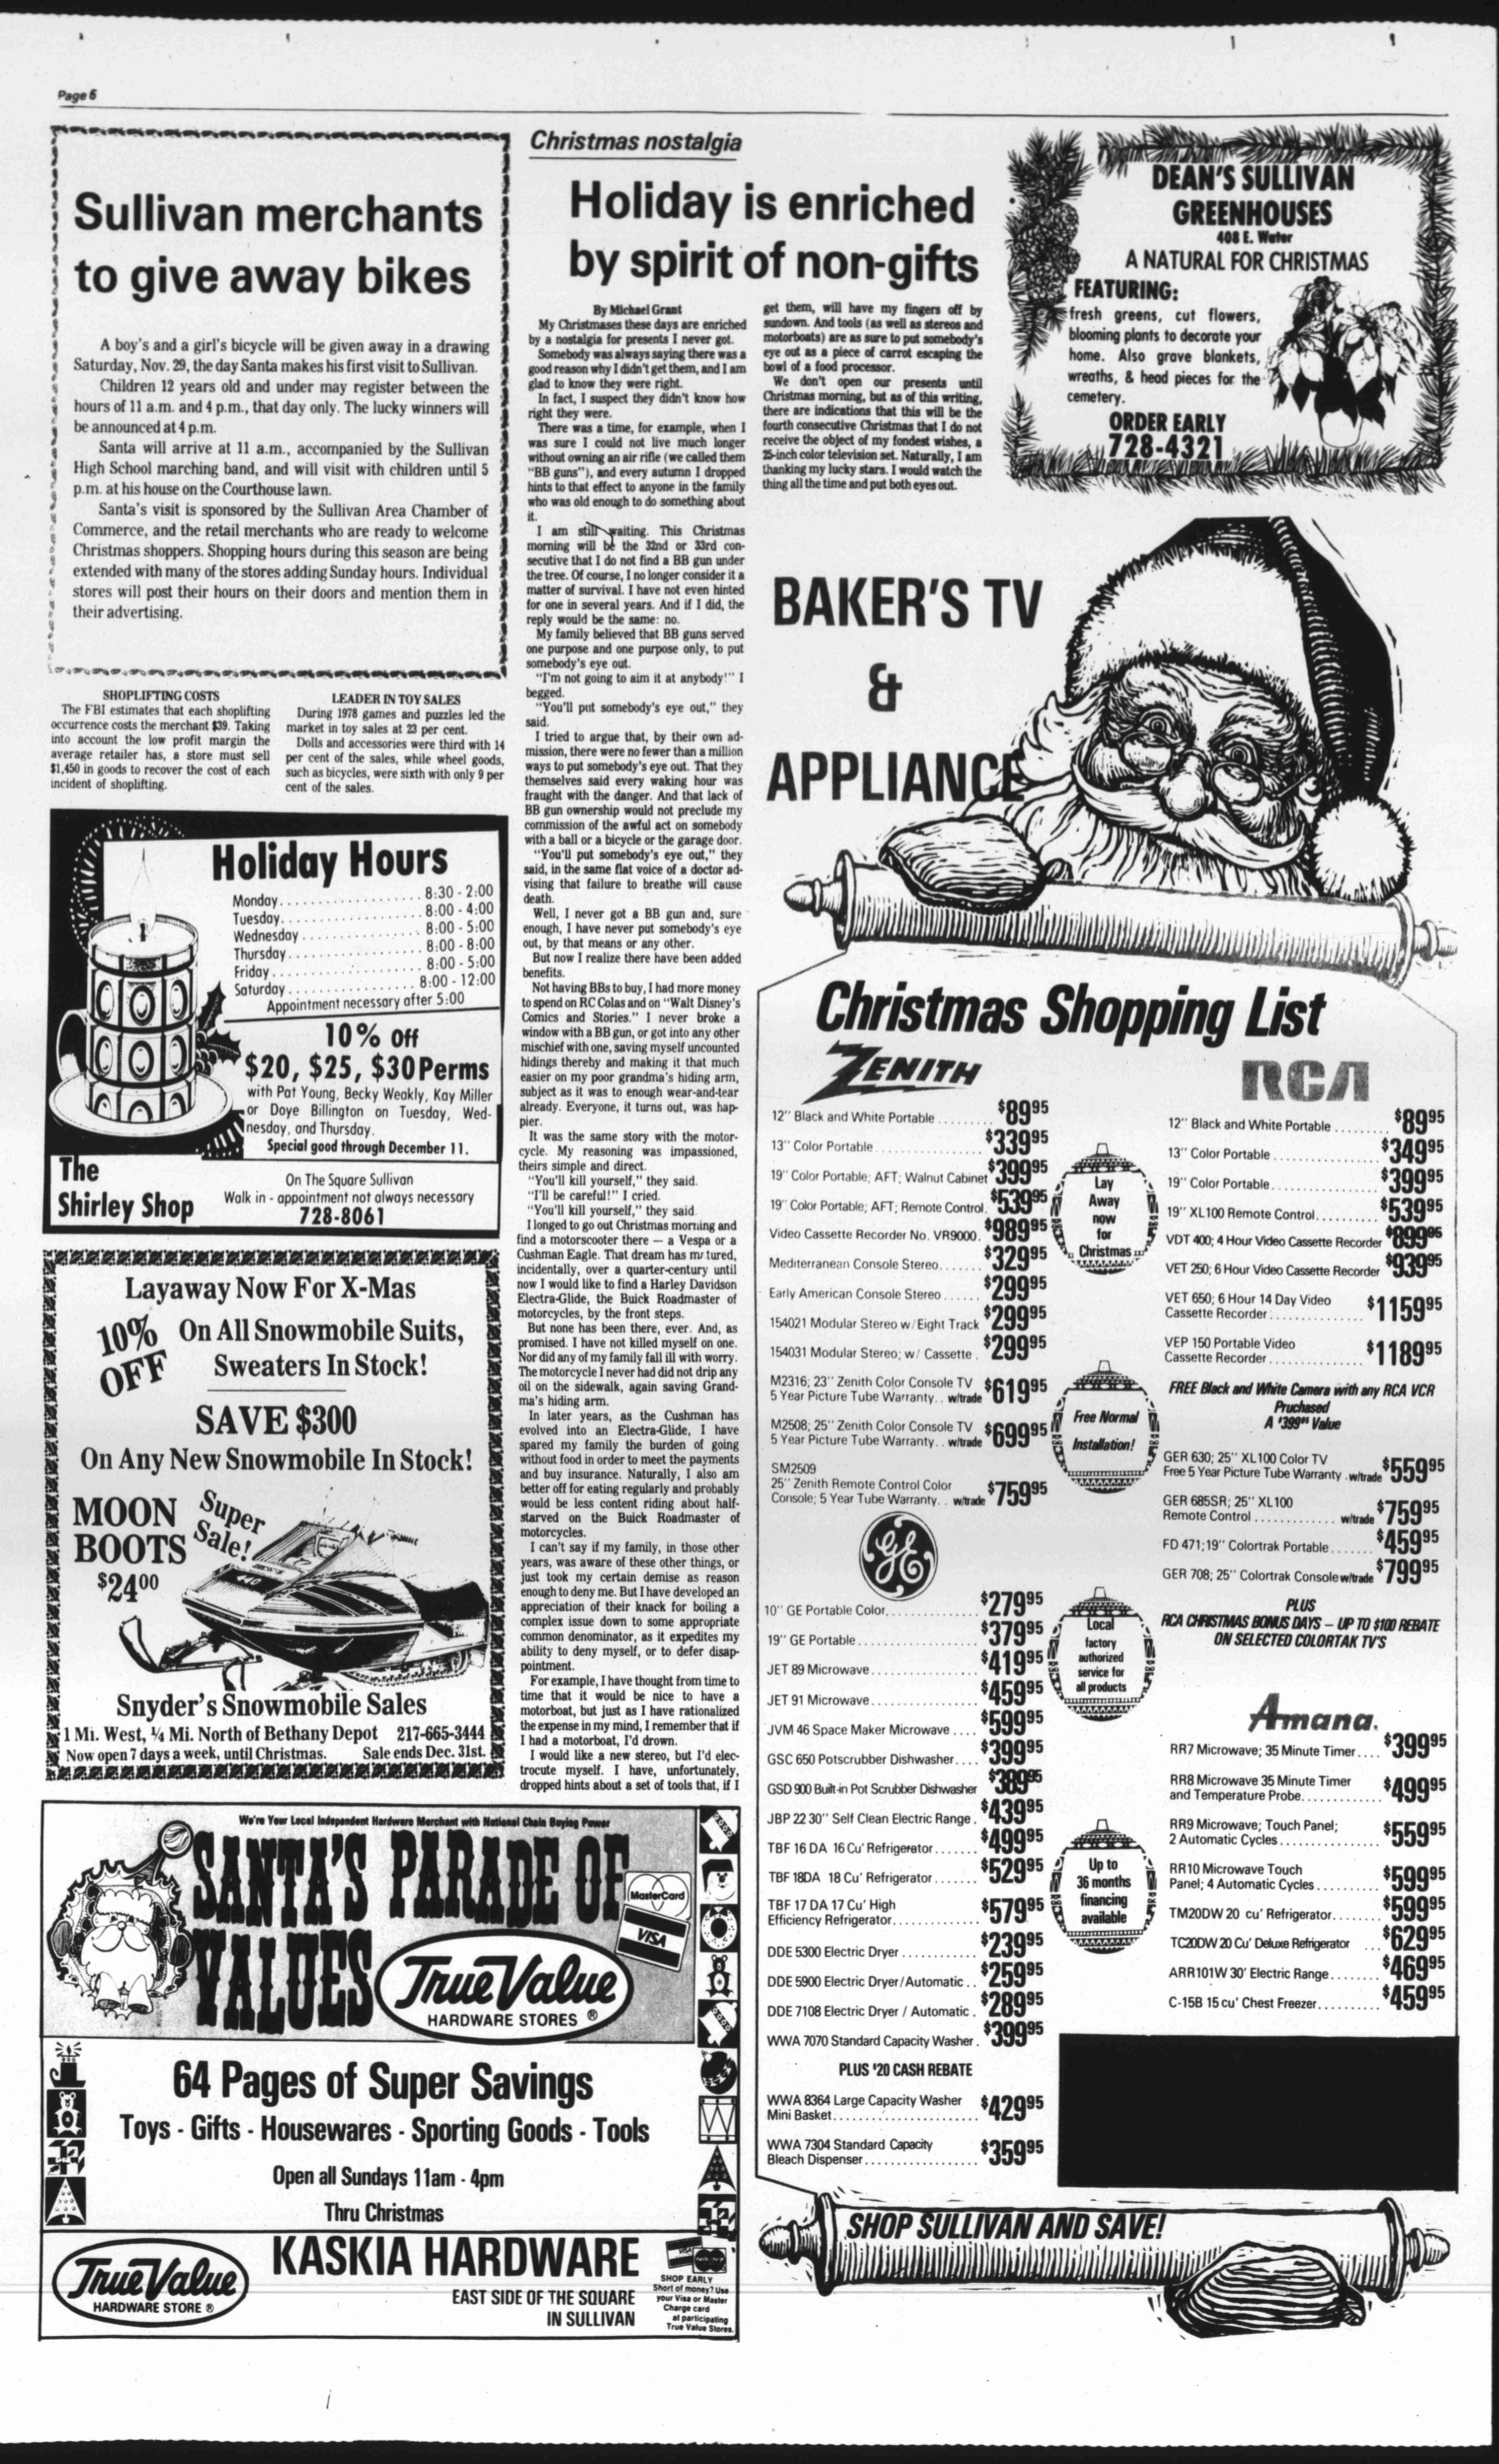 Page 6
Sullivan merchants
to give away bikes
A boy's and a girl's bicycle will be given away in a drawing
Saturday, Nov. 29, the day Santa makes his first visit to Sullivan.
Children 12 years old and under may register between the
hours of 11 a.m. and 4 p.m., that day only. The lucky winners will
be announced at 4 p.m.
Santa will arrive at 11 a.m., accompanied by the Sullivan
High School marching band, and will visit with children until 5
p.m. at his house on the Courthouse lawn.
Santa's visit is sponsored by the Sullivan Area Chamber of
Commerce, and the retail merchants who are ready to welcome
Christmas shoppers. Shopping hours during this season are being
extended with many of the stores adding Sunday hours. Individual
stores will post their hours on their doors and mention them in
their advertising.
SHOPLIFTING COSTS
The FBI estimates that each shoplifting
occurrence costs the merchant $39. Taking
into account the low profit margin the
average retailer has, a store must sell
$1,450 in goods to recover the cost of each
incident of shoplifting.
LEADER IN TOY SALES
During 1978 games and puzzles led the
market in toy sales at 23 per cent.
Dolls and accessories were third with 14
per cent of the sales, while wheel goods,
such as bicycles, were sixth with only 9 per
cent of the sales.
Holiday Hours
Monday. . . . . . . . . . 8:30 - 2:00
Tuesday. . . . . . . . . . 8:00 - 4:00
Wednesday . . . . . . . . . . 8:00 - 5:00
Thursday. . . . . . . . . . 8:00 - 8:00
Friday. . . . . . . . . . 8:00 - 5:00
Saturday . . . . . . . . . . 8:00 - 12:00
Appointment necessary after 5:00
10% Off
$20, $25, $30 Perms
with Pat Young, Becky Weakly, Kay Miller
or Doye Billington on Tuesday, Wed-
nesday, and Thursday.
Special good through December 11.
The
Shirley Shop
On The Square Sullivan
Walk in - appointment not always necessary
728-8061
Layaway Now For X-Mas
10%
OFF
On All Snowmobile Suits,
Sweaters In Stock!
SAVE $300
On Any New Snowmobile In Stock!
MOON
BOOTS
$24.00
Super
Sale!
Snyder's Snowmobile Sales
1 Mi. West, ¼ Mi. North of Bethany Depot 217-665-3444
Now open 7 days a week, until Christmas. Sale ends Dec. 31st.
We're Your Local Independent Hardware Merchant with National Chain Buying Power
SANTA'S PARADE OF
VALUES
MasterCard
VISA
True Value
HARDWARE STORES ®
64 Pages of Super Savings
Toys - Gifts - Housewares - Sporting Goods - Tools
Open all Sundays 11am - 4pm
Thru Christmas
True Value
HARDWARE STORE ®
KASKIA HARDWARE
EAST SIDE OF THE SQUARE
IN SULLIVAN
SHOP EARLY
Short of money? Use
your Visa or Master
Charge card
at participating
True Value Stores.
Christmas nostalgia
Holiday is enriched
by spirit of non-gifts
By Michael Grant
My Christmases these days are enriched
by a nostalgia for presents I never got.
Somebody was always saying there was a
good reason why I didn't get them, and I am
glad to know they were right.
In fact, I suspect they didn't know how
right they were.
There was a time, for example, when I
was sure I could not live much longer
without owning an air rifle (we called them
"BB guns"), and every autumn I dropped
hints to that effect to anyone in the family
who was old enough to do something about
it.
I am still waiting. This Christmas
morning will be the 32nd or 33rd con-
secutive that I do not find a BB gun under
the tree. Of course, I no longer consider it a
matter of survival. I have not even hinted
for one in several years. And if I did, the
reply would be the same: no.
My family believed that BB guns served
one purpose and one purpose only, to put
somebody's eye out.
"I'm not going to aim it at anybody!" I
begged.
"You'll put somebody's eye out," they
said.
I tried to argue that, by their own ad-
mission, there were no fewer than a million
ways to put somebody's eye out. That they
themselves said every waking hour was
fraught with the danger. And that lack of
BB gun ownership would not preclude my
commission of the awful act on somebody
with a ball or a bicycle or the garage door.
"You'll put somebody's eye out," they
said, in the same flat voice of a doctor ad-
vising that failure to breathe will cause
death.
Well, I never got a BB gun and, sure
enough, I have never put somebody's eye
out, by that means or any other.
But now I realize there have been added
benefits.
Not having BBs to buy, I had more money
to spend on RC Colas and on "Walt Disney's
Comics and Stories." I never broke a
window with a BB gun, or got into any other
mischief with one, saving myself uncounted
hidings thereby and making it that much
easier on my poor grandma's hiding arm,
subject as it was to enough wear-and-tear
already. Everyone, it turns out, was hap-
pier.
It was the same story with the motor-
cycle. My reasoning was impassioned,
theirs simple and direct.
"You'll kill yourself," they said.
"I'll be careful!" I cried.
"You'll kill yourself," they said.
I longed to go out Christmas morning and
find a motorscooter there — a Vespa or a
Cushman Eagle. That dream has matured,
incidentally, over a quarter-century until
now I would like to find a Harley Davidson
Electra-Glide, the Buick Roadmaster of
motorcycles, by the front steps.
But none has been there, ever. And, as
promised. I have not killed myself on one.
Nor did any of my family fall ill with worry.
The motorcycle I never had did not drip any
oil on the sidewalk, again saving Grand-
ma's hiding arm.
In later years, as the Cushman has
evolved into an Electra-Glide, I have
spared my family the burden of going
without food in order to meet the payments
and buy insurance. Naturally, I also am
better off for eating regularly and probably
would be less content riding about half-
starved on the Buick Roadmaster of
motorcycles.
I can't say if my family, in those other
years, was aware of these other things, or
just took my certain demise as reason
enough to deny me. But I have developed an
appreciation of their knack for boiling a
complex issue down to some appropriate
common denominator, as it expedites my
ability to deny myself, or to defer disap-
pointment.
For example, I have thought from time to
time that it would be nice to have a
motorboat, but just as I have rationalized
the expense in my mind, I remember that if
I had a motorboat, I'd drown.
I would like a new stereo, but I'd elec-
trocute myself. I have, unfortunately,
dropped hints about a set of tools that, if I
get them, will have my fingers off by
sundown. And tools (as well as stereos and
motorboats) are as sure to put somebody's
eye out as a piece of carrot escaping the
bowl of a food processor.
We don't open our presents until
Christmas morning, but as of this writing,
there are indications that this will be the
fourth consecutive Christmas that I do not
receive the object of my fondest wishes, a
25-inch color television set. Naturally, I am
thanking my lucky stars. I would watch the
thing all the time and put both eyes out.
DEAN'S SULLIVAN
GREENHOUSES
408 E. Water
A NATURAL FOR CHRISTMAS
FEATURING:
fresh greens, cut flowers,
blooming plants to decorate your
home. Also grave blankets,
wreaths, & head pieces for the
cemetery.
ORDER EARLY
728-4321
BAKER'S TV
&
APPLIANCE
Christmas Shopping List
ZENITH
12" Black and White Portable . . . . . $89.95
13" Color Portable . . . . . $339.95
19" Color Portable; AFT; Walnut Cabinet $399.95
19" Color Portable; AFT; Remote Control. $539.95
Video Cassette Recorder No. VR9000. $989.95
Mediterranean Console Stereo. . . . . $329.95
Early American Console Stereo . . . . . $299.95
154021 Modular Stereo w/Eight Track $299.95
154031 Modular Stereo; w/ Cassette . $299.95
M2316; 23" Zenith Color Console TV
5 Year Picture Tube Warranty. . w/trade $619.95
M2508; 25" Zenith Color Console TV
5 Year Picture Tube Warranty. . w/trade $699.95
SM2509
25" Zenith Remote Control Color
Console; 5 Year Tube Warranty. . w/trade $759.95
GE
10" GE Portable Color. . . . . $279.95
19" GE Portable. . . . . $379.95
JET 89 Microwave. . . . . $419.95
JET 91 Microwave. . . . . $459.95
JVM 46 Space Maker Microwave . . . . $599.95
GSC 650 Potscrubber Dishwasher. . . . $399.95
GSD 900 Built-in Pot Scrubber Dishwasher $389.95
JBP 22 30" Self Clean Electric Range . $439.95
TBF 16 DA 16 Cu' Refrigerator. . . . . $499.95
TBF 18DA 18 Cu' Refrigerator. . . . . $529.95
TBF 17 DA 17 Cu' High
Efficiency Refrigerator. . . . . $579.95
DDE 5300 Electric Dryer . . . . . $239.95
DDE 5900 Electric Dryer/Automatic . . $259.95
DDE 7108 Electric Dryer / Automatic . $289.95
WWA 7070 Standard Capacity Washer . $399.95
PLUS $20 CASH REBATE
WWA 8364 Large Capacity Washer
Mini Basket. . . . . $429.95
WWA 7304 Standard Capacity
Bleach Dispenser. . . . . $359.95
Lay
Away
now
for
Christmas
Free Normal
Installation!
Local
factory
authorized
service for
all products
Up to
36 months
financing
available
RCA
12" Black and White Portable . . . . . $89.95
13" Color Portable . . . . . $349.95
19" Color Portable. . . . . $399.95
19" XL100 Remote Control. . . . . $539.95
VDT 400; 4 Hour Video Cassette Recorder $899.95
VET 250; 6 Hour Video Cassette Recorder $939.95
VET 650; 6 Hour 14 Day Video
Cassette Recorder. . . . . $1159.95
VEP 150 Portable Video
Cassette Recorder. . . . . $1189.95
FREE Black and White Camera with any RCA VCR
Pruchased
A $399.95 Value
GER 630; 25" XL100 Color TV
Free 5 Year Picture Tube Warranty . w/trade $559.95
GER 685SR; 25" XL100
Remote Control . . . . . w/trade $759.95
FD 471; 19" Colortrak Portable. . . . . $459.95
GER 708; 25" Colortrak Console w/trade $799.95
PLUS
RCA CHRISTMAS BONUS DAYS – UP TO $100 REBATE
ON SELECTED COLORTAK TV'S
Amana.
RR7 Microwave; 35 Minute Timer. . . . $399.95
RR8 Microwave 35 Minute Timer
and Temperature Probe. . . . . $499.95
RR9 Microwave; Touch Panel;
2 Automatic Cycles. . . . . $559.95
RR10 Microwave Touch
Panel; 4 Automatic Cycles . . . . . $599.95
TM20DW 20 cu' Refrigerator. . . . . $599.95
TC20DW 20 Cu' Deluxe Refrigerator . . . $629.95
ARR101W 30' Electric Range. . . . . $469.95
C-15B 15 cu' Chest Freezer. . . . . $459.95
SHOP SULLIVAN AND SAVE!